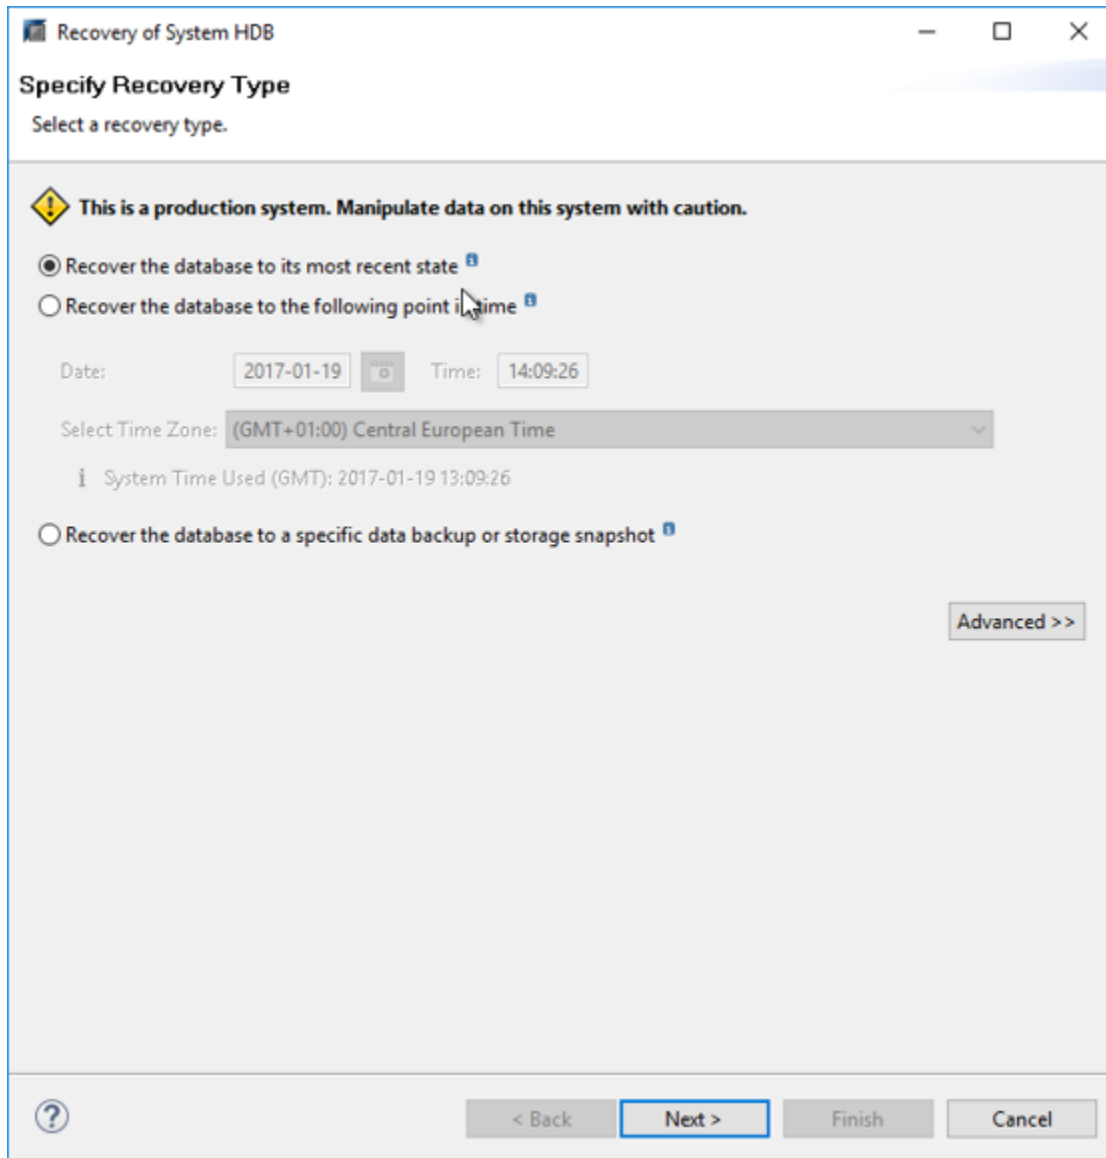 Recovery of System HDB
Specify Recovery Type
Select a recovery type.
This is a production system. Manipulate data on this system with caution.
Recover the database to its most recent state
Recover the database to the following point in time
Date: 2017-01-19 Time: 14:09:26
Select Time Zone: (GMT+01:00) Central European Time
i System Time Used (GMT): 2017-01-19 13:09:26
Recover the database to a specific data backup or storage snapshot
Advanced >>
? < Back Next > Finish Cancel